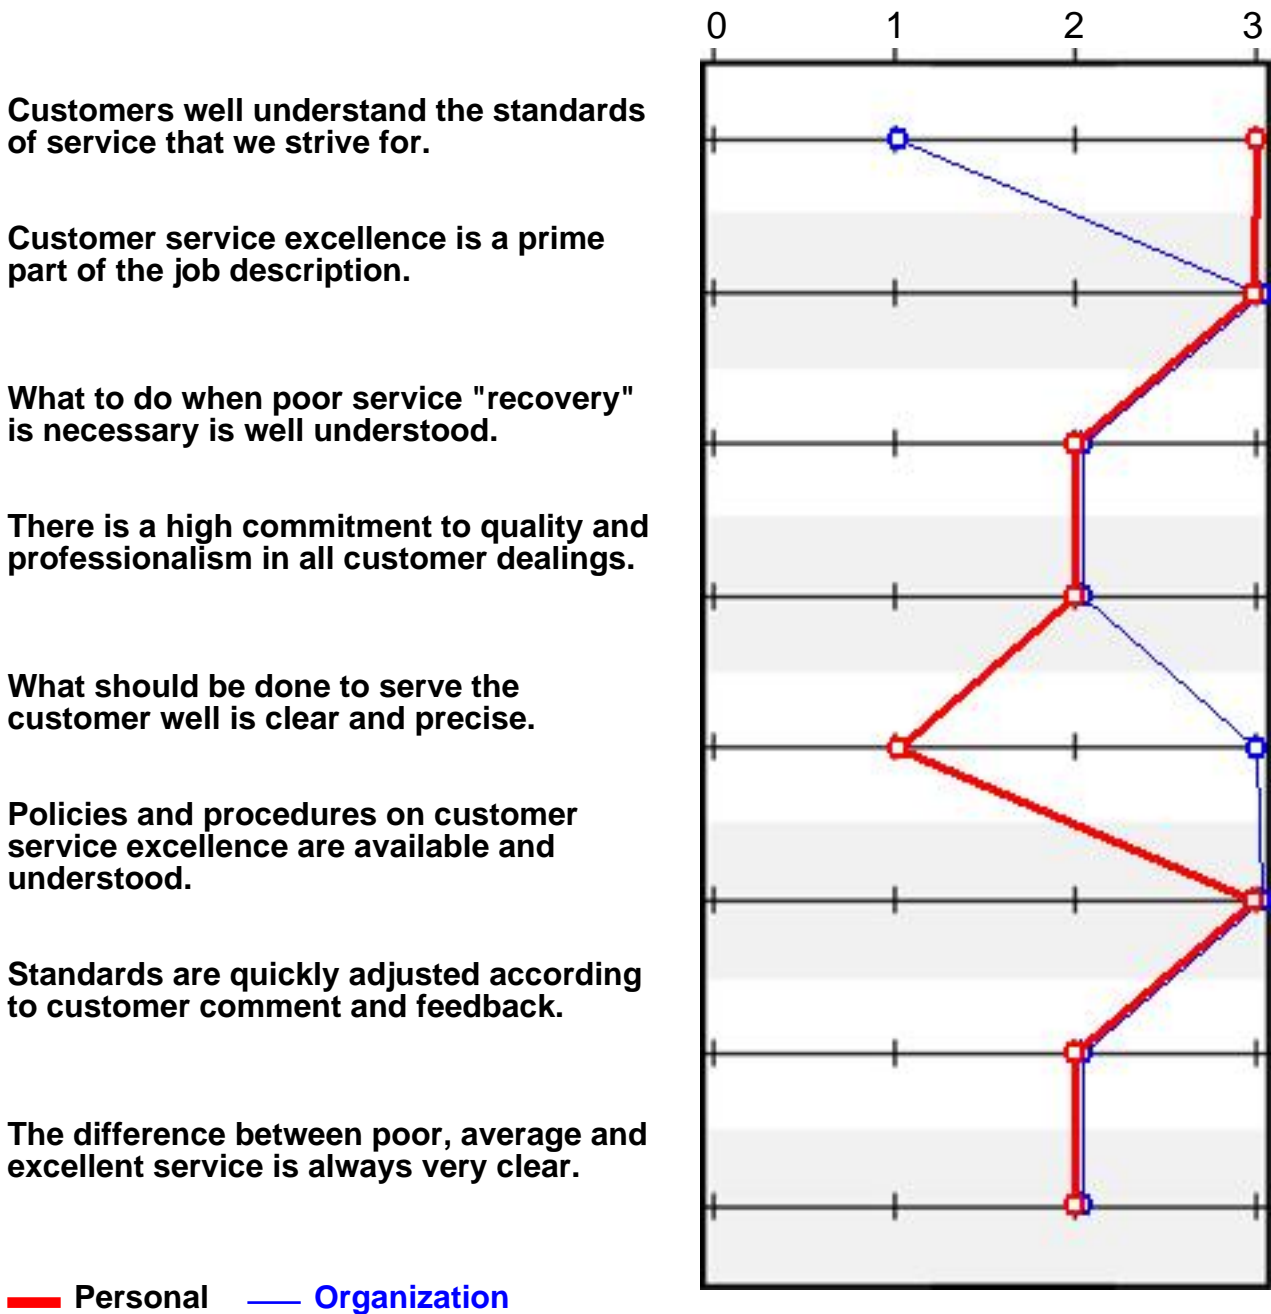 0 1 2 3
Customers well understand the standards
of service that we strive for.
Customer service excellence is a prime
part of the job description.
What to do when poor service "recovery"
is necessary is well understood.
There is a high commitment to quality and
professionalism in all customer dealings.
What should be done to serve the
customer well is clear and precise.
Policies and procedures on customer
service excellence are available and
understood.
Standards are quickly adjusted according
to customer comment and feedback.
The difference between poor, average and
excellent service is always very clear.
Personal Organization